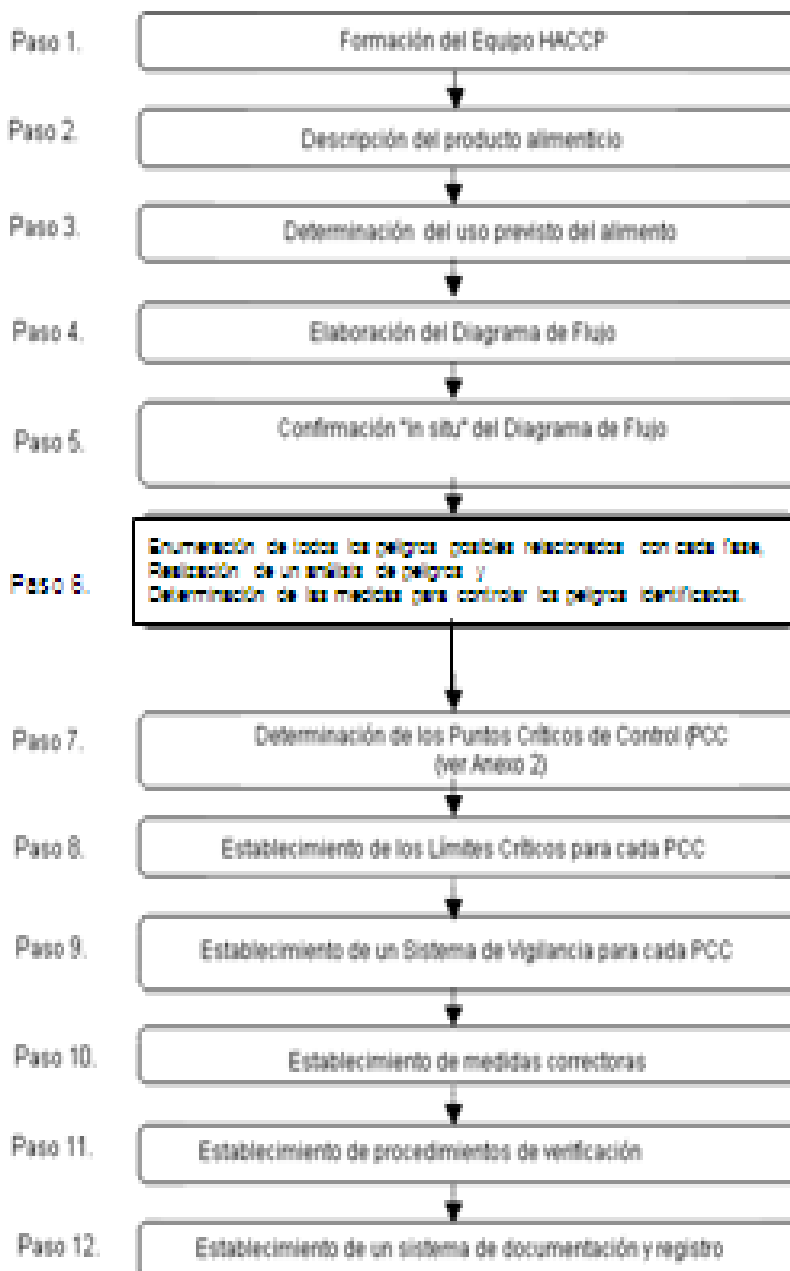 Paso 1. Formación del Equipo HACCP
Paso 2. Descripción del producto alimenticio
Paso 3. Determinación del uso previsto del alimento
Paso 4. Elaboración del Diagrama de Flujo
Paso 5. Confirmación "in situ" del Diagrama de Flujo
Enumeración de todos los peligros posibles relacionados con cada fase,
Paso 6. Realización de un análisis de peligros y
Determinación de las medidas para controlar los peligros identificados.
Paso 7. Determinación de los Puntos Críticos de Control (PCC
(ver Anexo 2)
Paso 8. Establecimiento de los Límites Críticos para cada PCC
Paso 9. Establecimiento de un Sistema de Vigilancia para cada PCC
Paso 10. Establecimiento de medidas correctoras
Paso 11. Establecimiento de procedimientos de verificación
Paso 12. Establecimiento de un sistema de documentación y registro